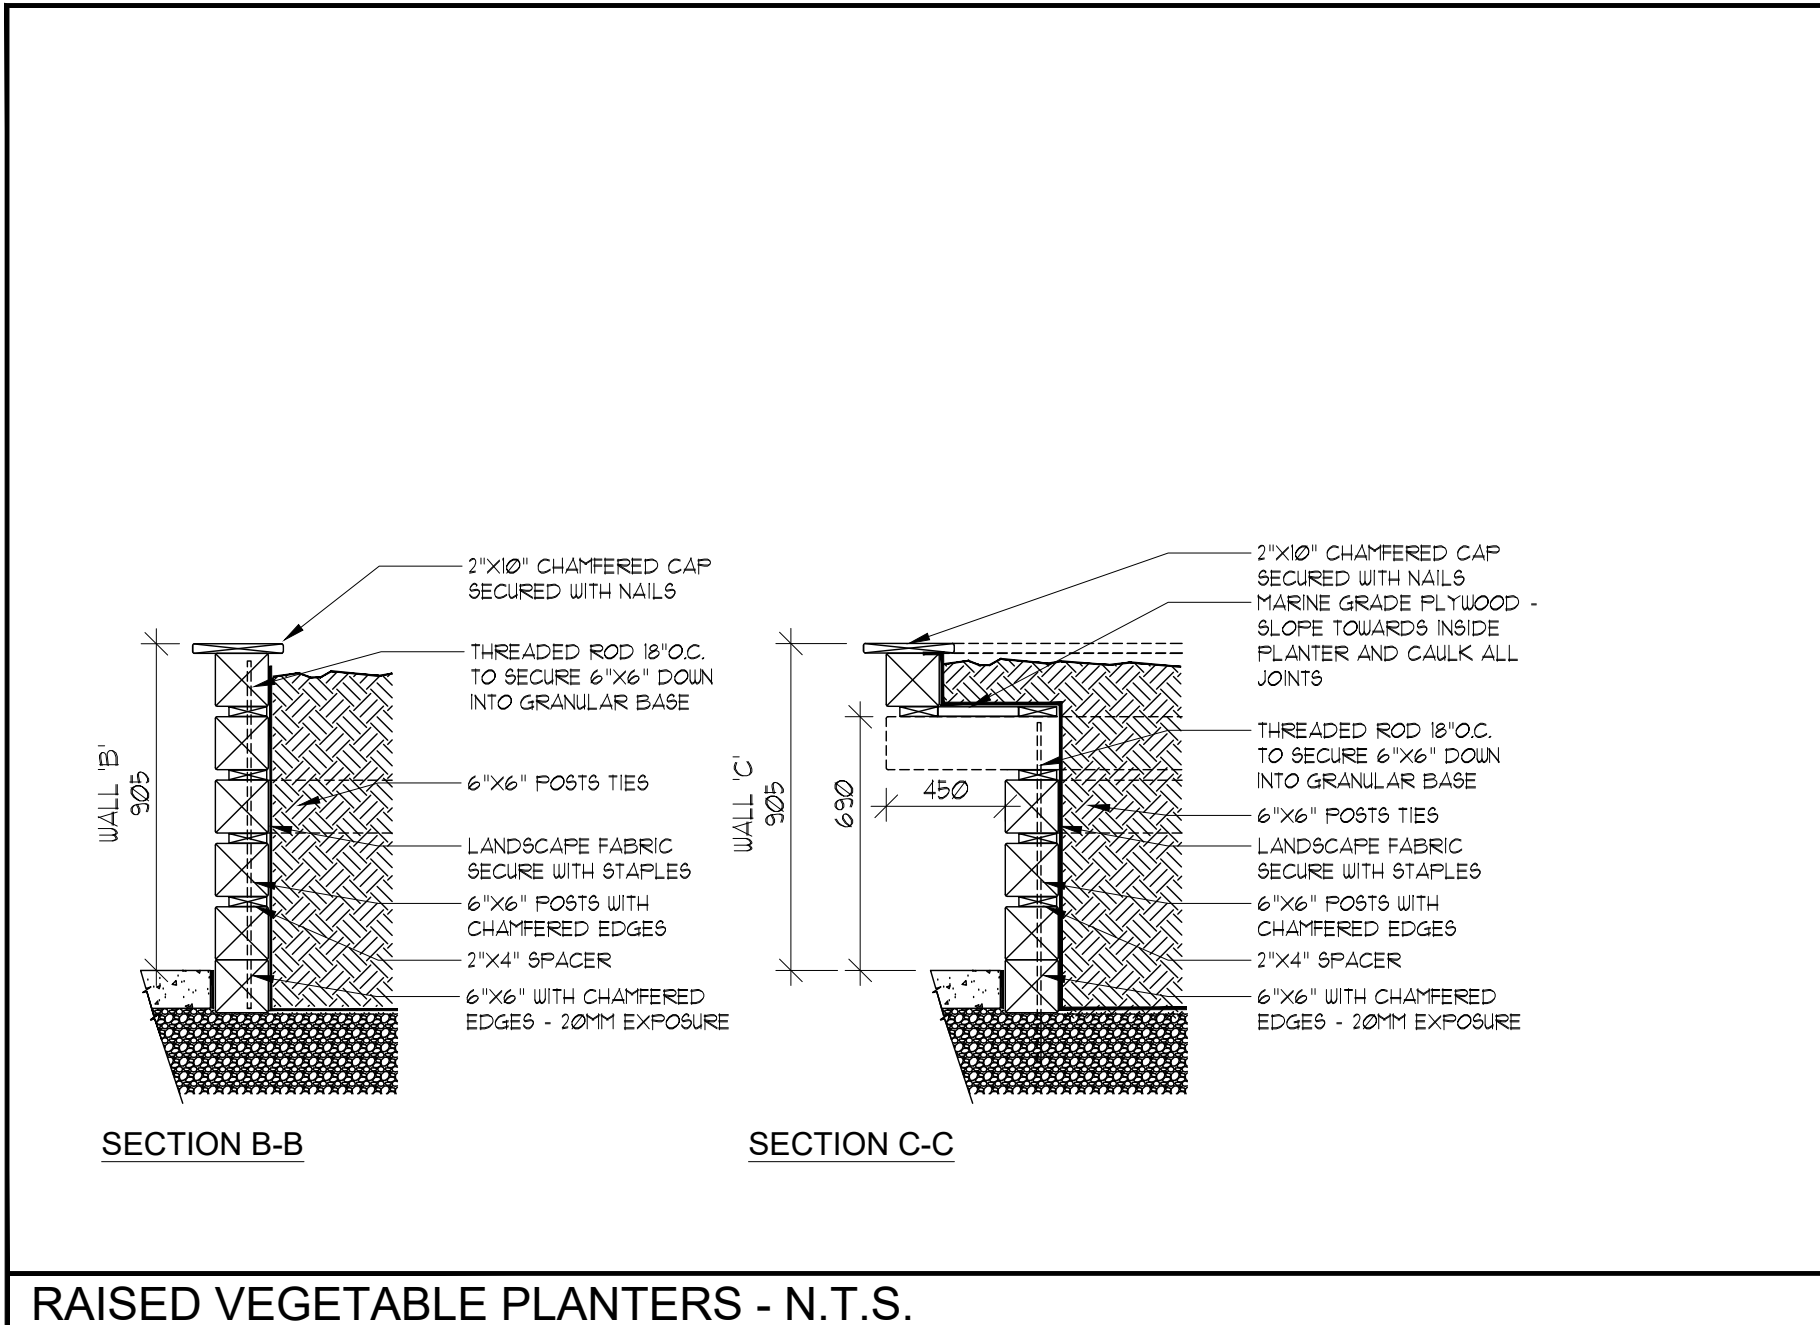 2"X10" CHAMFERED CAP
SECURED WITH NAILS
THREADED ROD 18"O.C.
TO SECURE 6"X6" DOWN
INTO GRANULAR BASE
WALL 'B'
905
6"X6" POSTS TIES
LANDSCAPE FABRIC
SECURE WITH STAPLES
6"X6" POSTS WITH
CHAMFERED EDGES
2"X4" SPACER
6"X6" WITH CHAMFERED
EDGES - 20MM EXPOSURE
SECTION B-B
2"X10" CHAMFERED CAP
SECURED WITH NAILS
MARINE GRADE PLYWOOD -
SLOPE TOWARDS INSIDE
PLANTER AND CAULK ALL
JOINTS
THREADED ROD 18"O.C.
TO SECURE 6"X6" DOWN
INTO GRANULAR BASE
WALL 'C'
905
690
450
6"X6" POSTS TIES
LANDSCAPE FABRIC
SECURE WITH STAPLES
6"X6" POSTS WITH
CHAMFERED EDGES
2"X4" SPACER
6"X6" WITH CHAMFERED
EDGES - 20MM EXPOSURE
SECTION C-C
RAISED VEGETABLE PLANTERS - N.T.S.